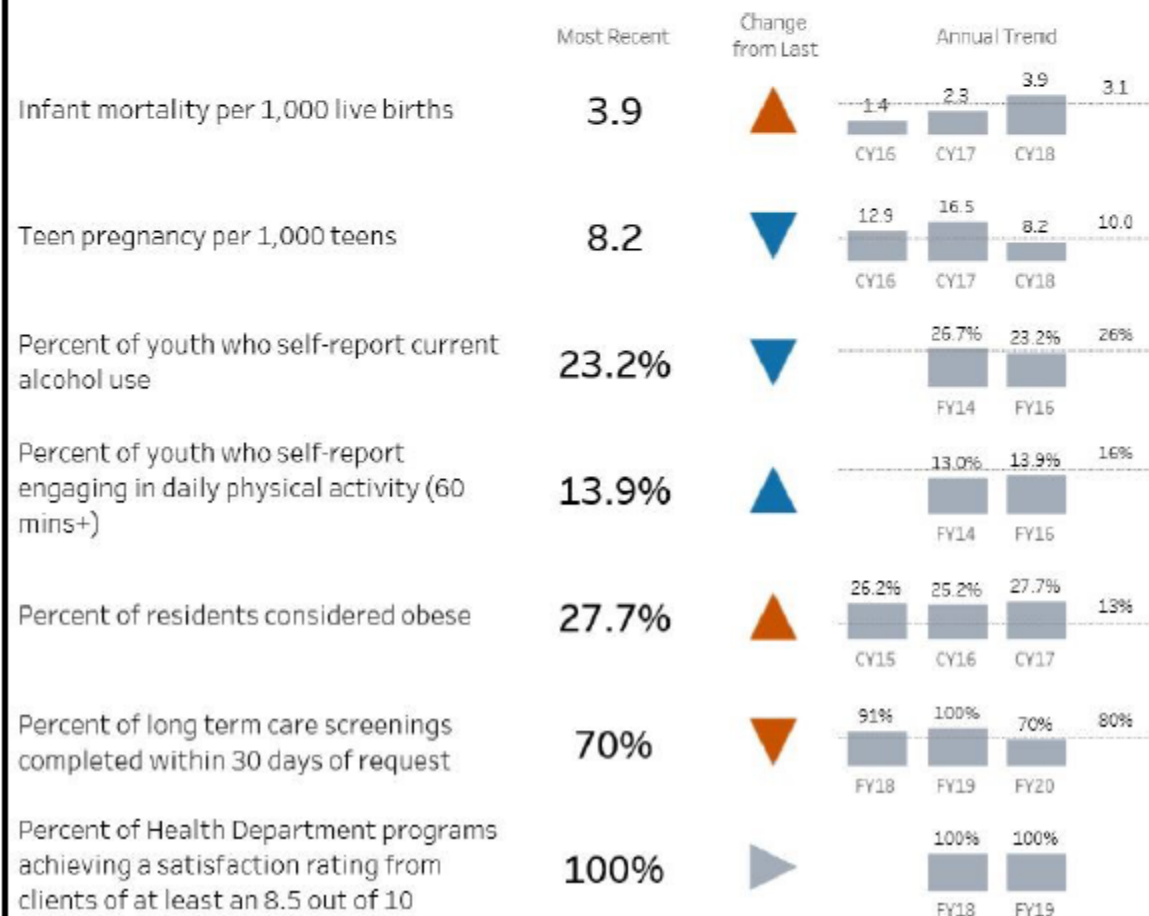 Most Recent
Change
from Last
Annual Trend
Infant mortality per 1,000 live births
3.9
1.4
2.3
3.9
3.1
CY16
CY17
CY18
Teen pregnancy per 1,000 teens
8.2
12.9
16.5
8.2
10.0
CY16
CY17
CY18
Percent of youth who self-report current
alcohol use
23.2%
26.7%
23.2%
26%
FY14
FY16
Percent of youth who self-report
engaging in daily physical activity (60
mins+)
13.9%
13.0%
13.9%
16%
FY14
FY16
Percent of residents considered obese
27.7%
26.2%
25.2%
27.7%
13%
CY15
CY16
CY17
Percent of long term care screenings
completed within 30 days of request
70%
91%
100%
70%
80%
FY18
FY19
FY20
Percent of Health Department programs
achieving a satisfaction rating from
clients of at least an 8.5 out of 10
100%
100%
100%
FY18
FY19